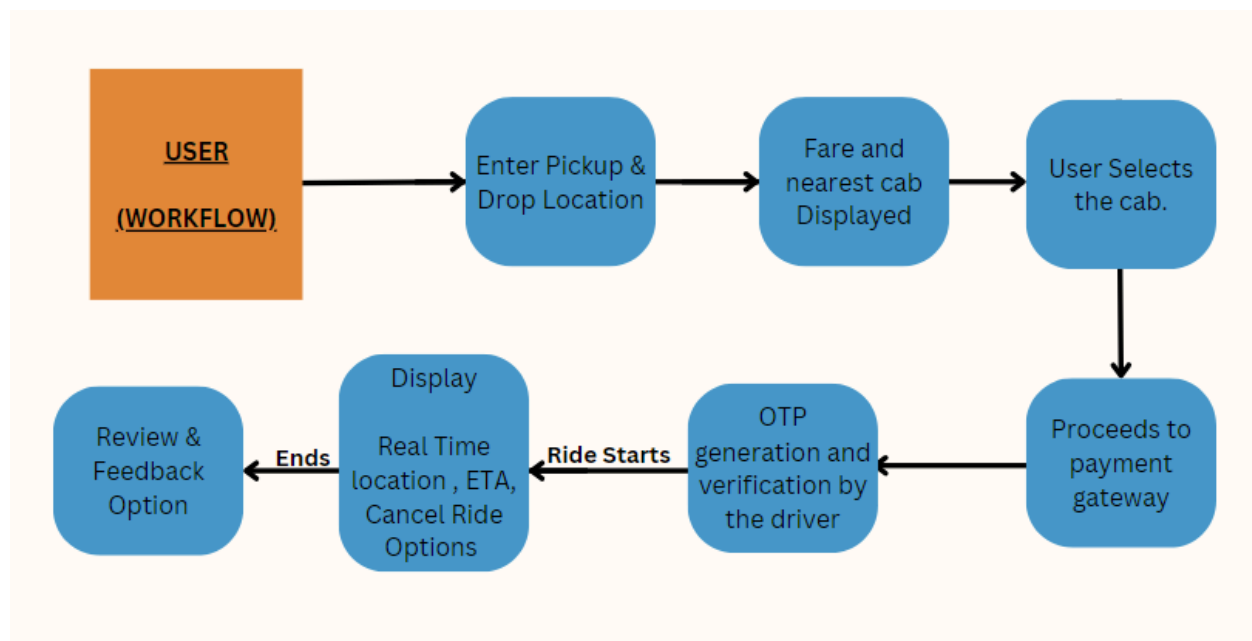 USER
(WORKFLOW)
Enter Pickup &
Drop Location
Fare and
nearest cab
Displayed
User Selects
the cab.
Proceeds to
payment
gateway
OTP
generation and
verification by
the driver
Ride Starts
Display
Real Time
location , ETA,
Cancel Ride
Options
Ends
Review &
Feedback
Option